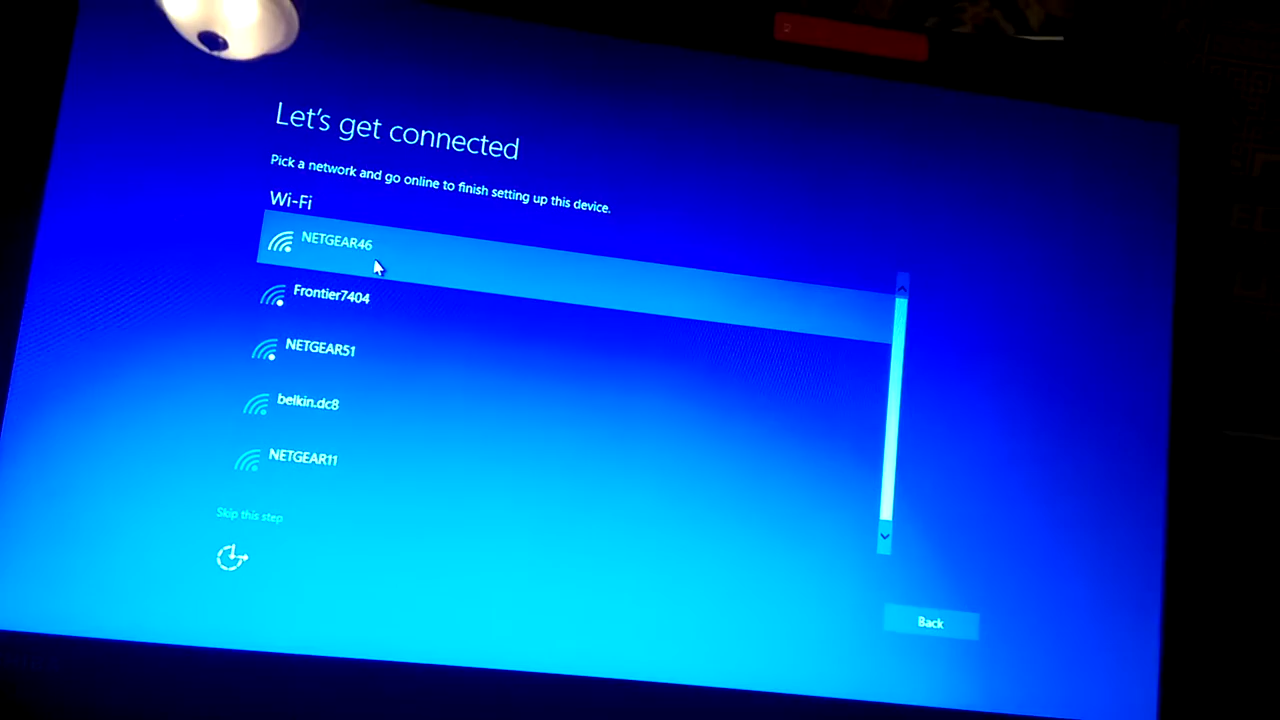 Let's get connected
Pick a network and go online to finish setting up this device.
Wi-Fi
NETGEAR46
Frontier7404
NETGEAR51
belkin.dc8
NETGEAR11
Skip this step
Back